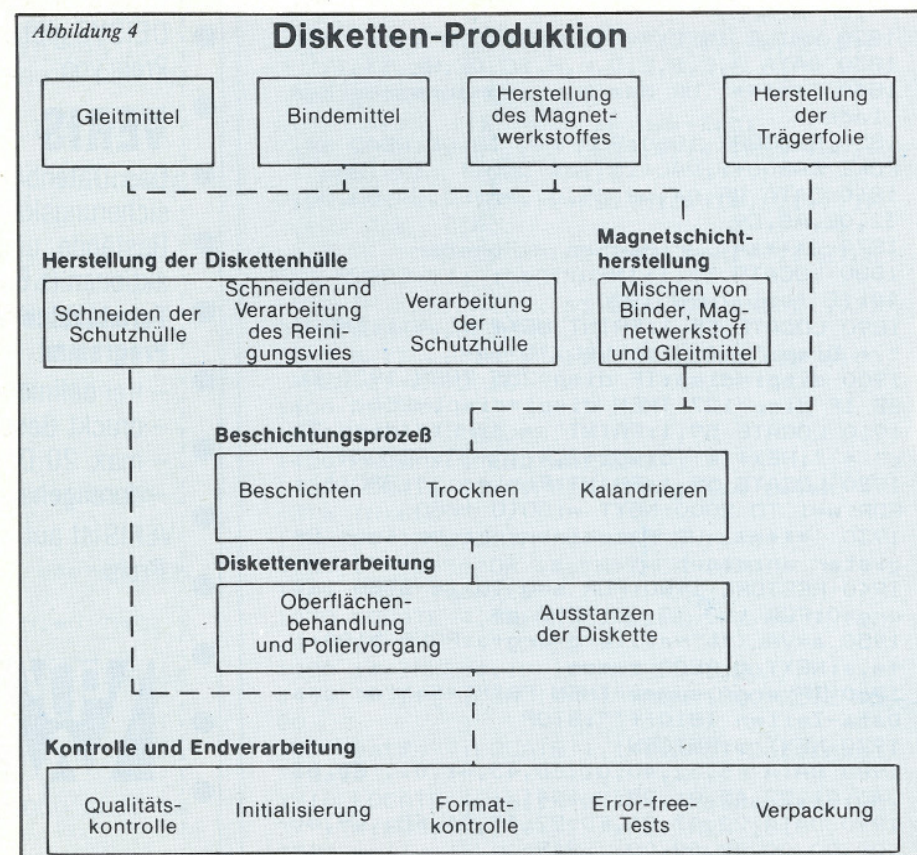 Abbildung 4
Disketten-Produktion
Gleitmittel
Bindemittel
Herstellung
des Magnet-
werkstoffes
Herstellung
der
Trägerfolie
Herstellung der Diskettenhülle
Schneiden der
Schutzhülle
Schneiden und
Verarbeitung
des Reini-
gungsvlies
Verarbeitung
der
Schutzhülle
Magnetschicht-
herstellung
Mischen von
Binder, Mag-
netwerkstoff
und Gleitmittel
Beschichtungsprozeß
Beschichten
Trocknen
Kalandrieren
Diskettenverarbeitung
Oberflächen-
behandlung
und Poliervorgang
Ausstanzen
der Diskette
Kontrolle und Endverarbeitung
Qualitäts-
kontrolle
Initialisierung
Format-
kontrolle
Error-free-
Tests
Verpackung